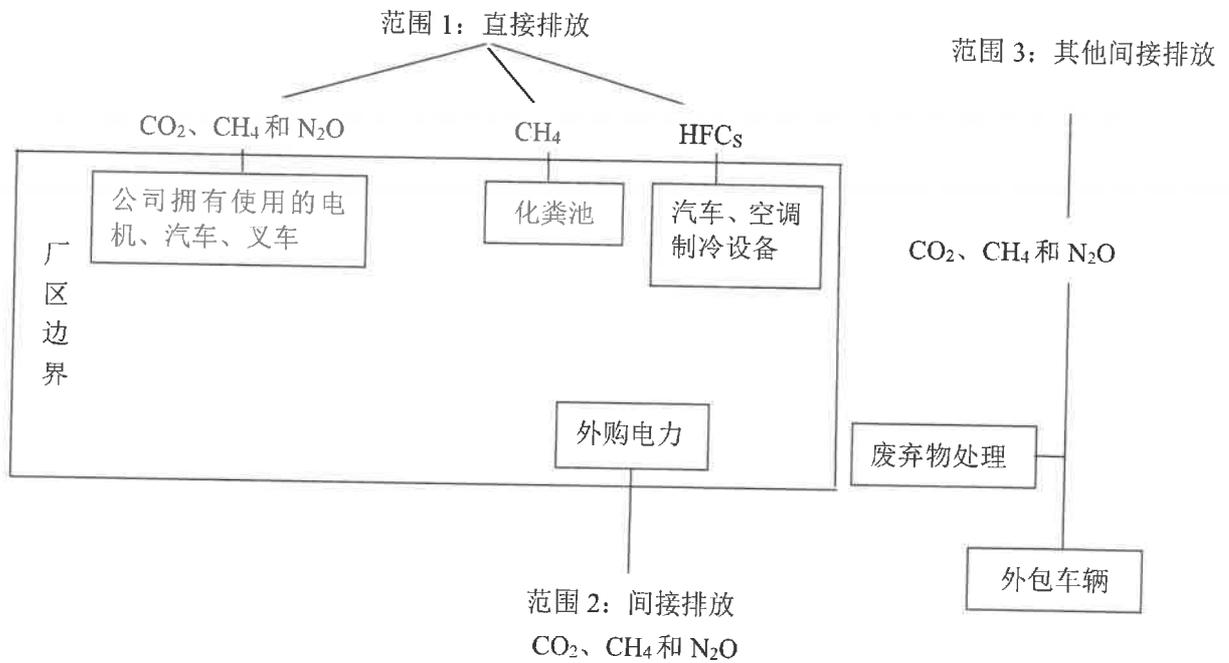 范围 1：直接排放
范围 3：其他间接排放
CO₂、CH₄ 和 N₂O
CH₄
HFCs
公司拥有使用的电
机、汽车、叉车
化粪池
汽车、空调
制冷设备
厂
区
边
界
CO₂、CH₄ 和 N₂O
外购电力
废弃物处理
外包车辆
范围 2：间接排放
CO₂、CH₄ 和 N₂O